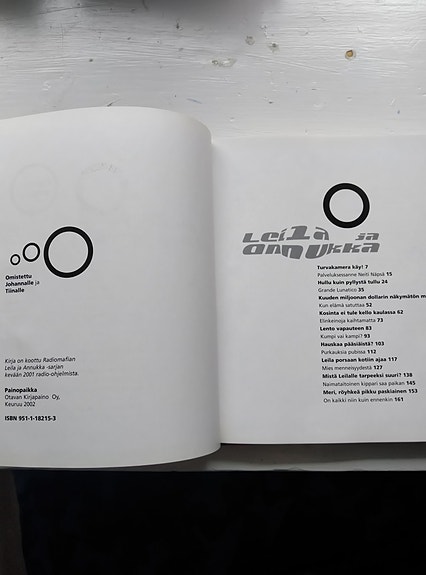 Omistettu
Johannalle ja
Tiinalle
Kirja on koottu Radiomafian
Leila ja Annukka -sarjan
kevään 2001 radio-ohjelmista.
Painopaikka
Otavan Kirjapaino Oy,
Keuruu 2002
ISBN 951-1-18215-3
Leila ja
annukka
Turvakamera käy! 7
Palveluksessanne Neiti Näpsä 15
Hullu kuin pyllystä tullu 24
Grande Lunatico 35
Kuuden miljoonan dollarin näkymätön m
Kun elämä satuttaa 52
Kosinta ei tule kello kaulassa 62
Elinkeinoja kaihtamatta 73
Lento vapauteen 83
Kumpi vai kampi? 93
Hauskaa pääsiäistä? 103
Purkauksia pubissa 112
Leila porsaan kotiin ajaa 117
Mies menneisyydestä 127
Mistä Leilalle tarpeeksi suuri? 138
Naimataitoinen kippari saa paikan 145
Meri, röyhkeä pikku paskiainen 153
On kaikki niin kuin ennenkin 161